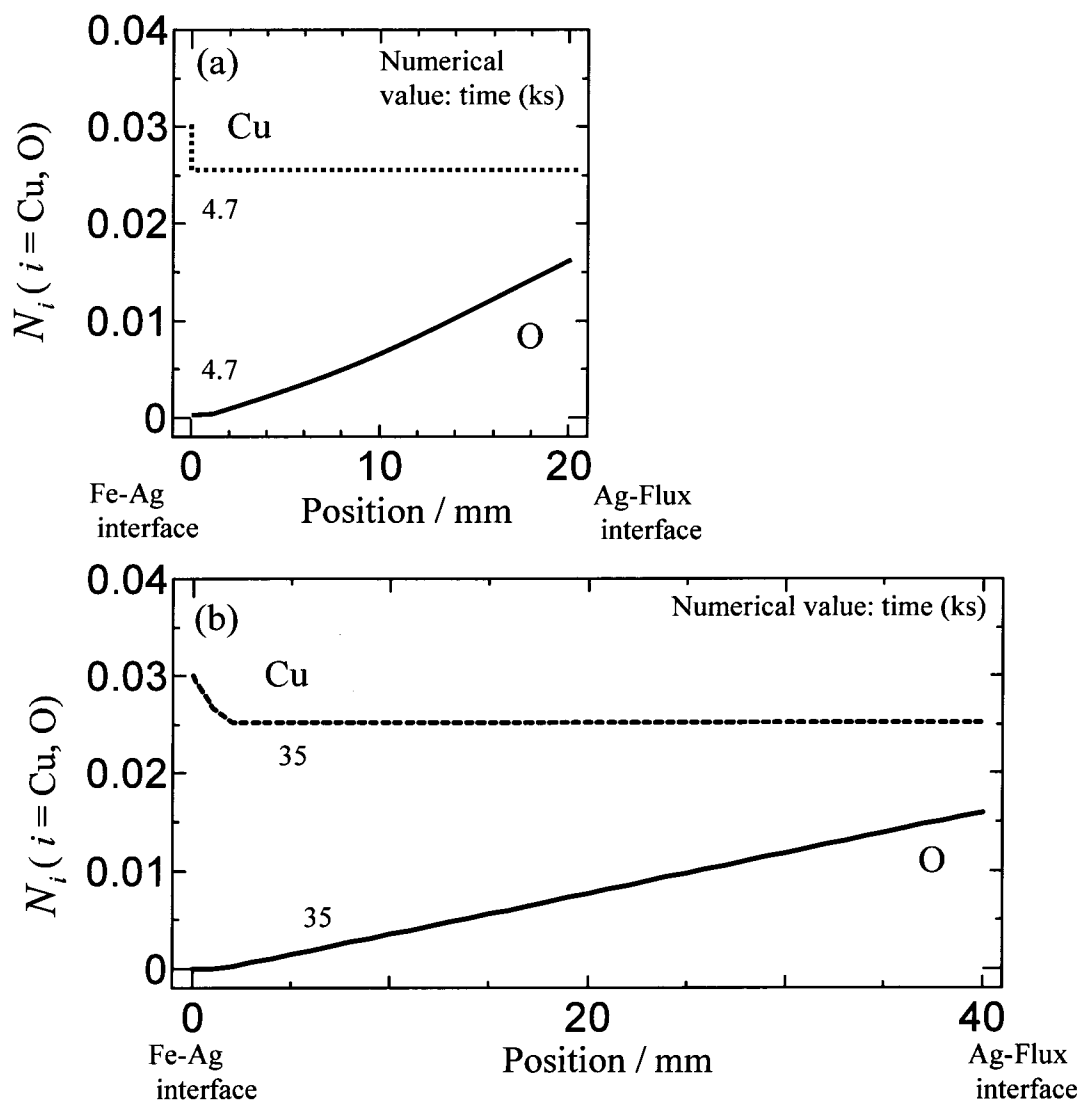 0.04
(a)
Numerical
value: time (ks)
0.03
Cu
4.7
0.02
0.01
O
4.7
0
N_i ( i = Cu, O)
0
10
20
Fe-Ag
interface
Position / mm
Ag-Flux
interface
0.04
(b)
Numerical value: time (ks)
Cu
0.03
35
0.02
0.01
O
35
0
N_i ( i = Cu, O)
0
20
40
Fe-Ag
interface
Position / mm
Ag-Flux
interface